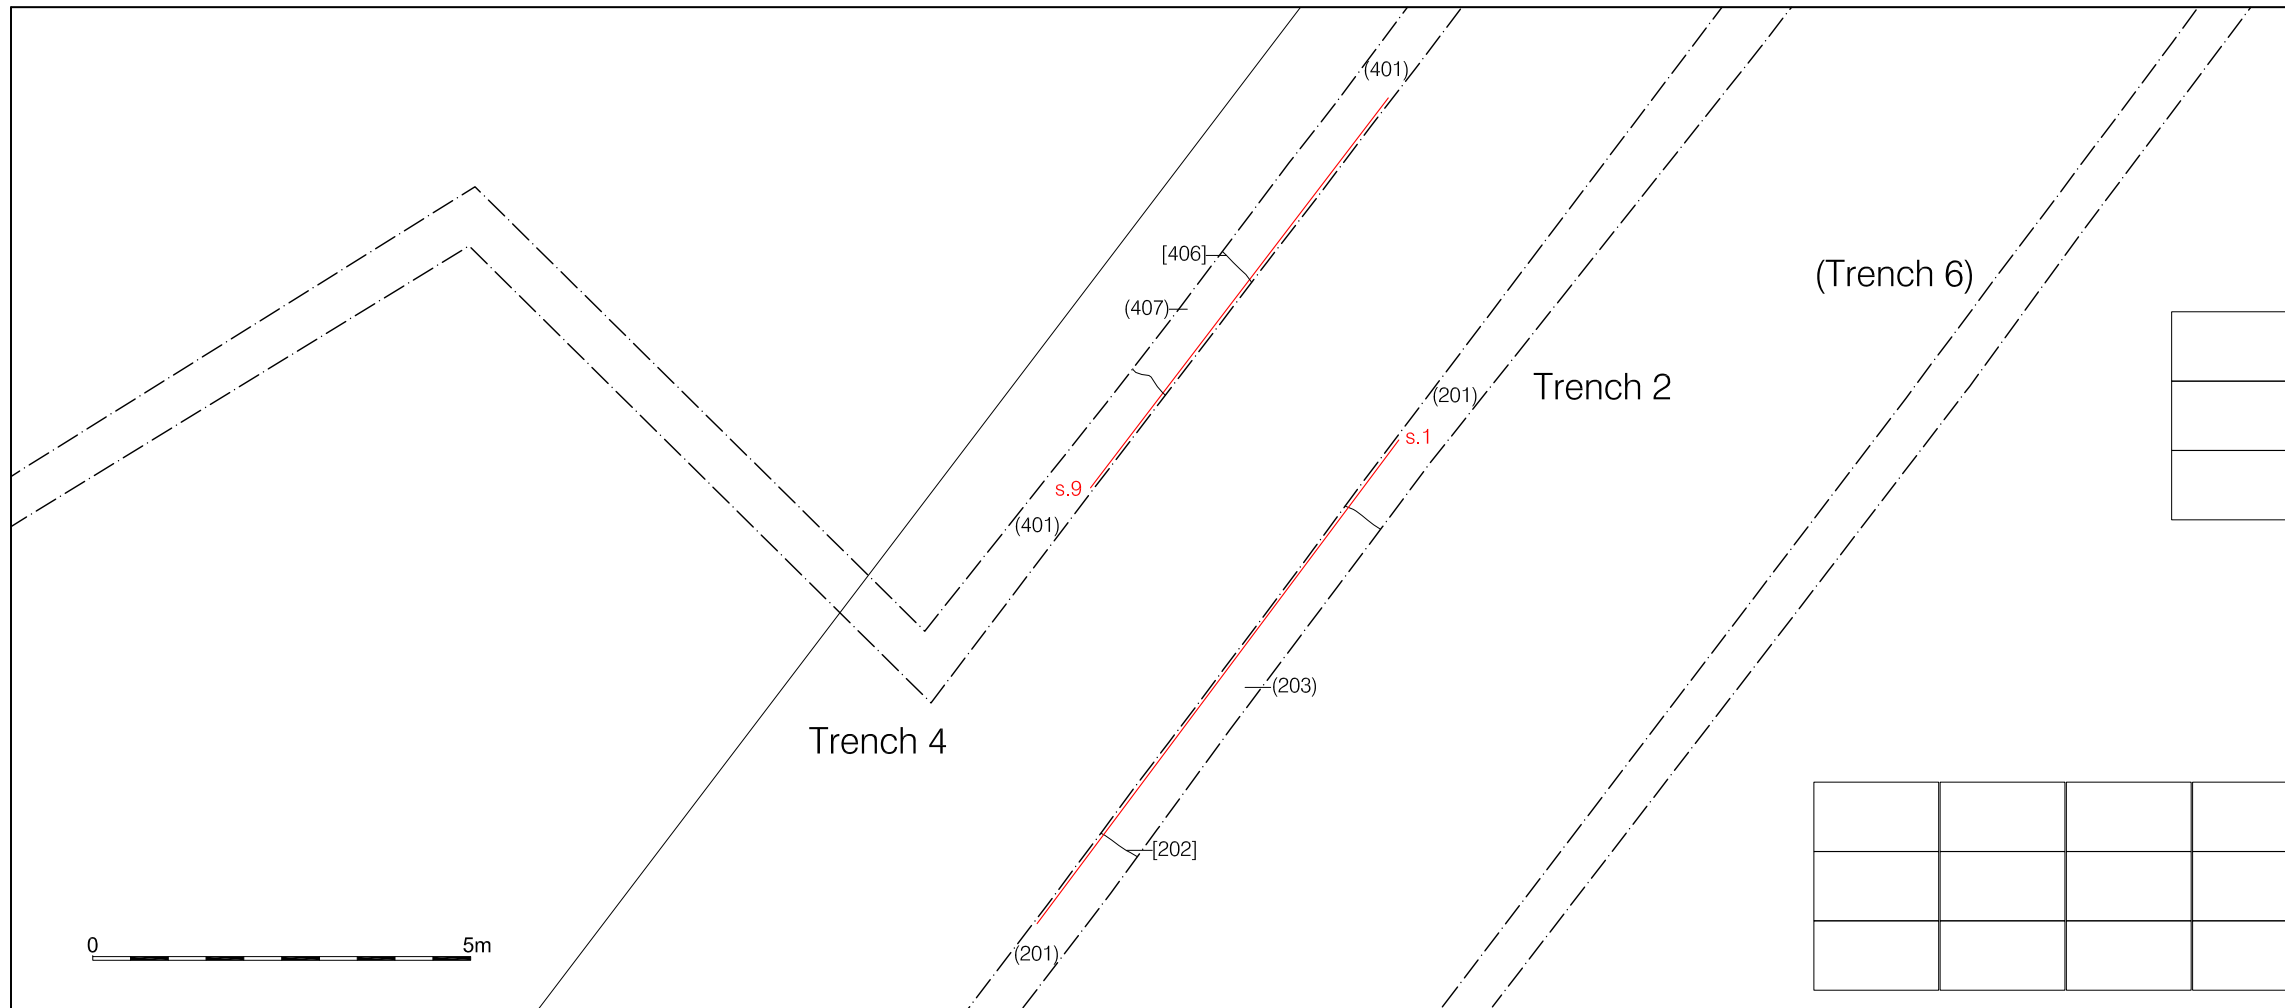 (401)
[406]
(Trench 6)
(407)
Trench 2
(201)
s.1
s.9
(401)
(203)
Trench 4
[202]
0 5m
(201)